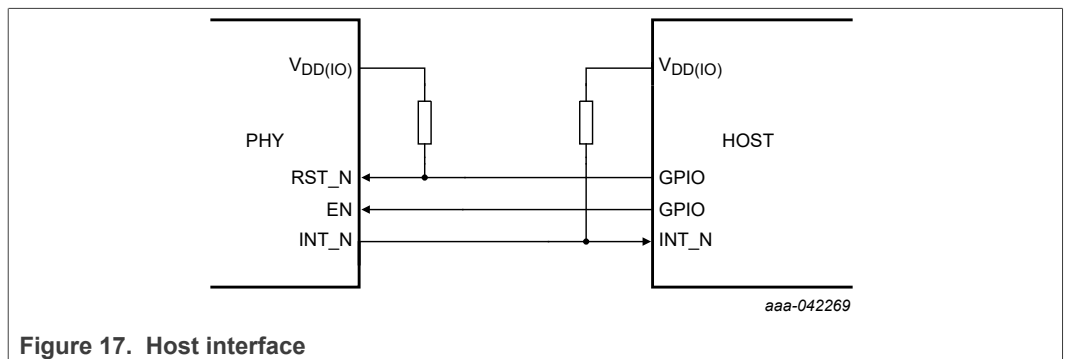 VDD(IO) VDD(IO)
PHY HOST
RST_N GPIO
EN GPIO
INT_N INT_N
aaa-042269
Figure 17. Host interface